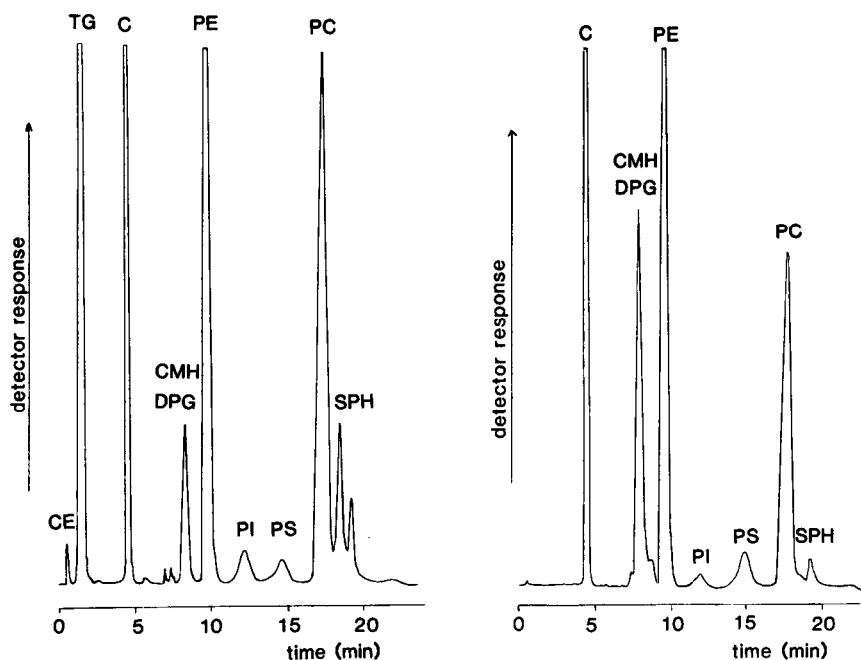 TG C PE PC
CMH
DPG SPH
CE PI PS
detector response
0 5 10 15 20
time (min)
C PE
CMH
DPG
PC
PI PS SPH
detector response
0 5 10 15 20
time (min)